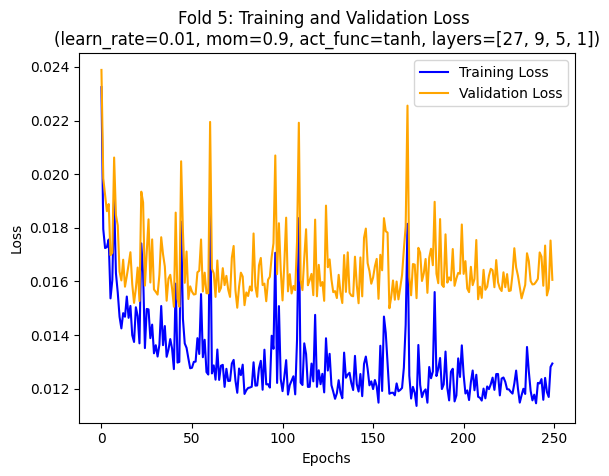 Fold 5: Training and Validation Loss
(learn_rate=0.01, mom=0.9, act_func=tanh, layers=[27, 9, 5, 1])
Training Loss
Validation Loss
Loss
0.024
0.022
0.020
0.018
0.016
0.014
0.012
0 50 100 150 200 250
Epochs